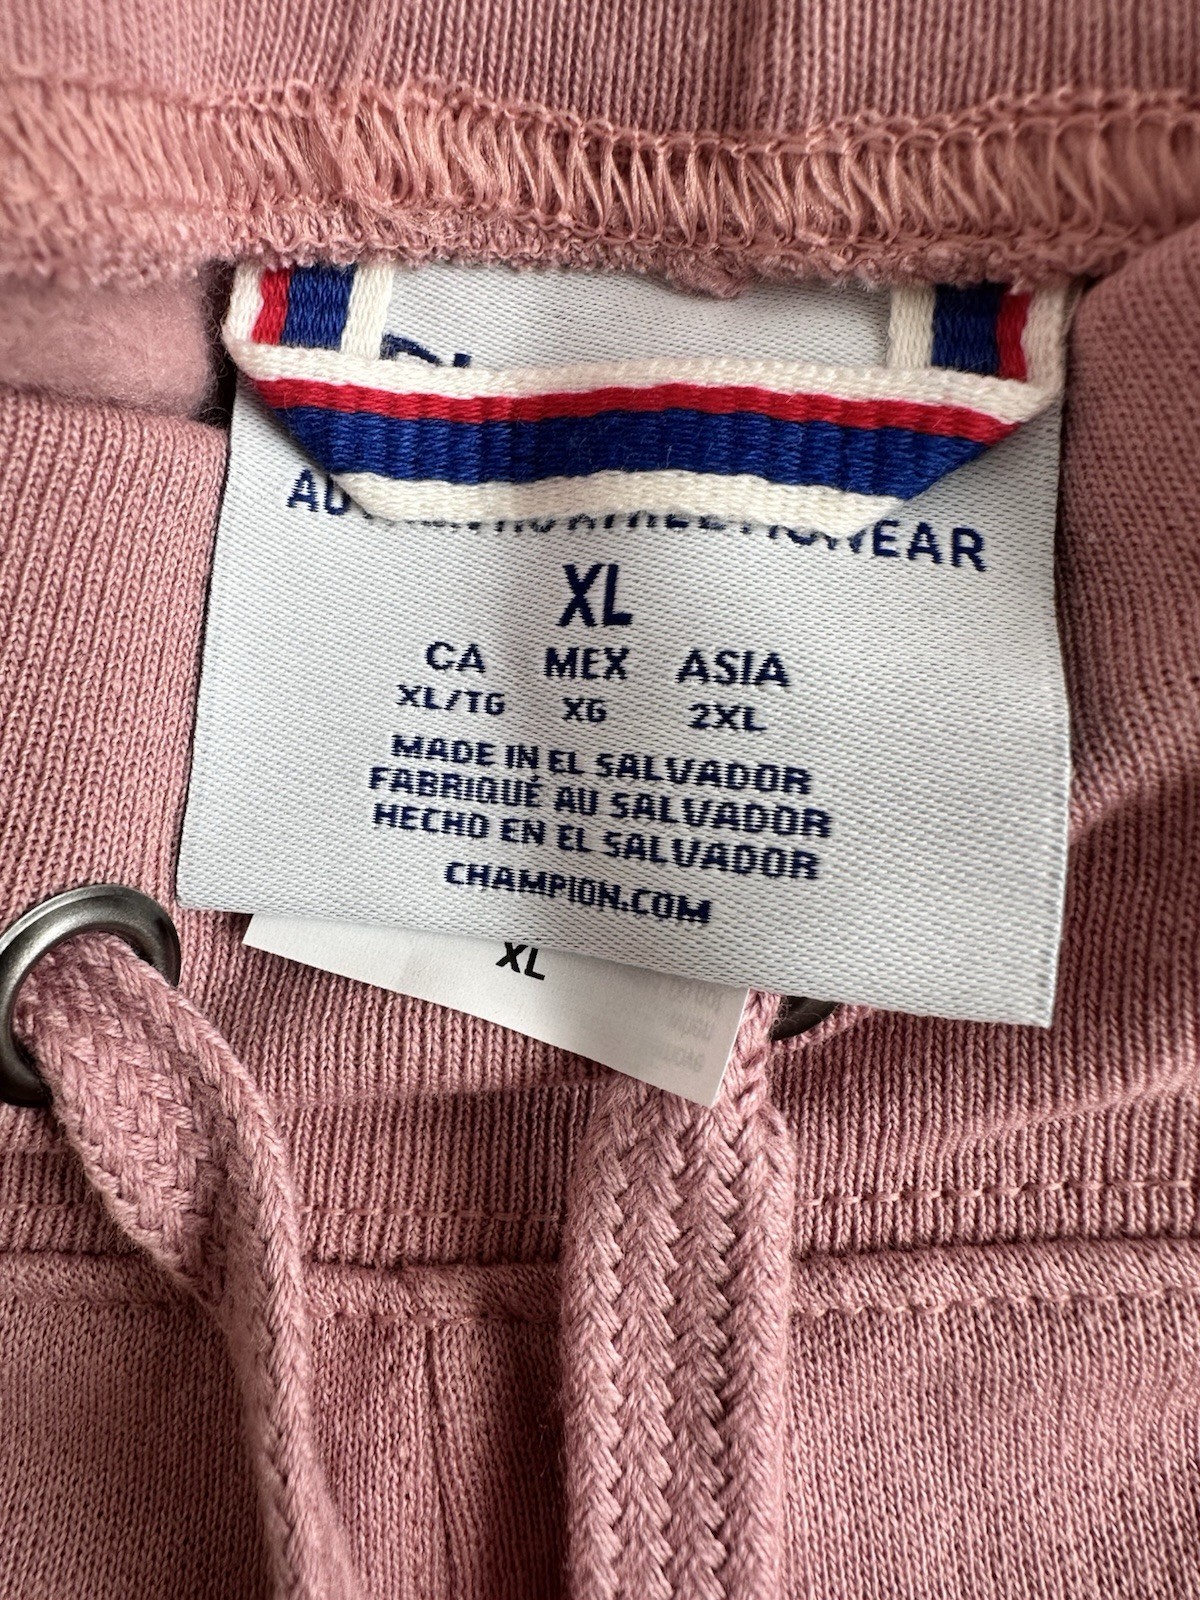 XL
CA MEX ASIA
XL/TG XG 2XL
MADE IN EL SALVADOR
FABRIQUÉ AU SALVADOR
HECHO EN EL SALVADOR
CHAMPION.COM
XL